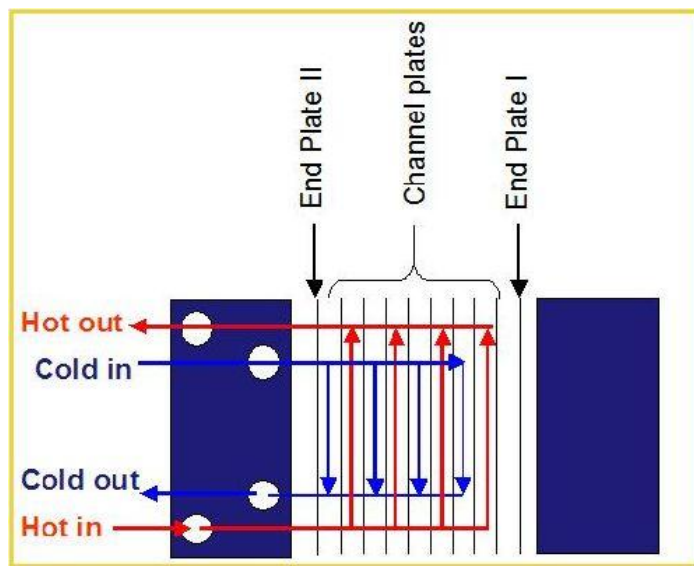 End Plate II
Channel plates
End Plate I
Hot out
Cold in
Cold out
Hot in